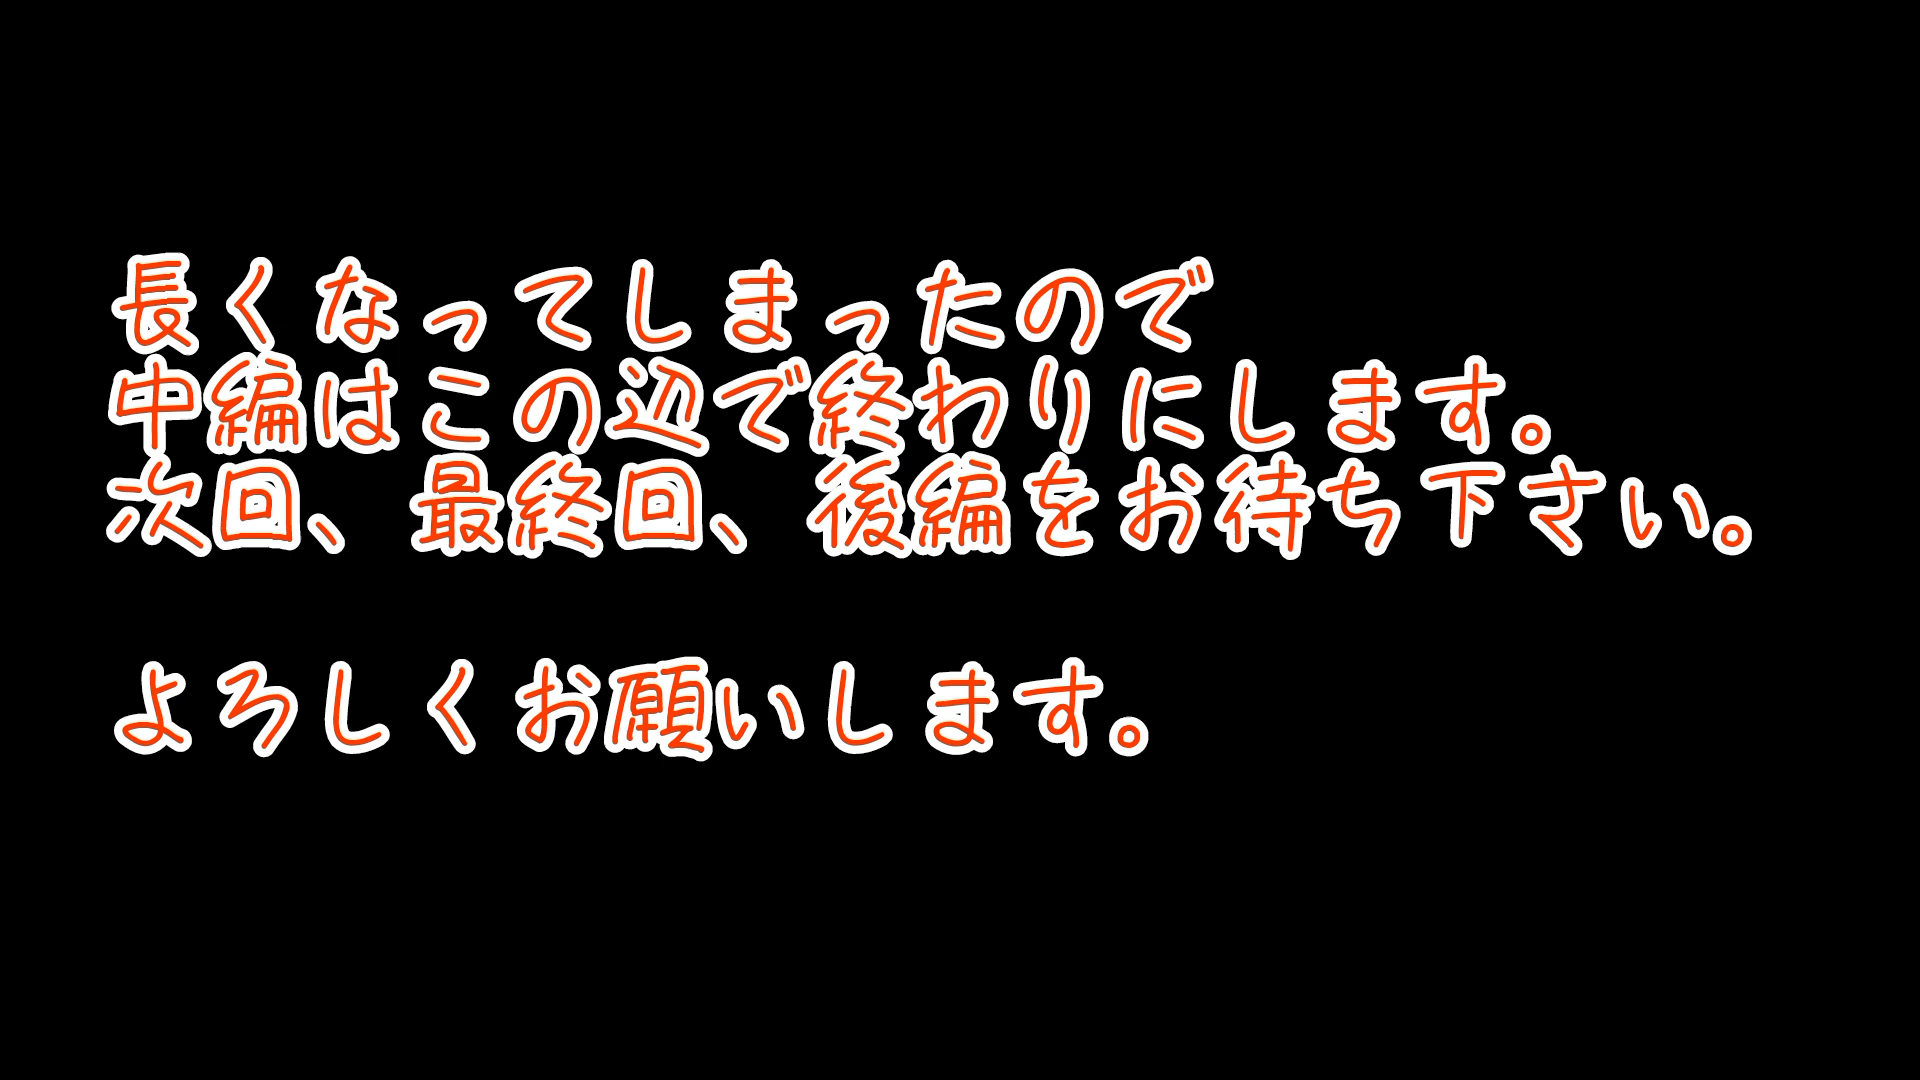 長くなってしまったので
中編はこの辺で終わりにします。
次回、最終回、後編をお待ち下さい。
よろしくお願いします。